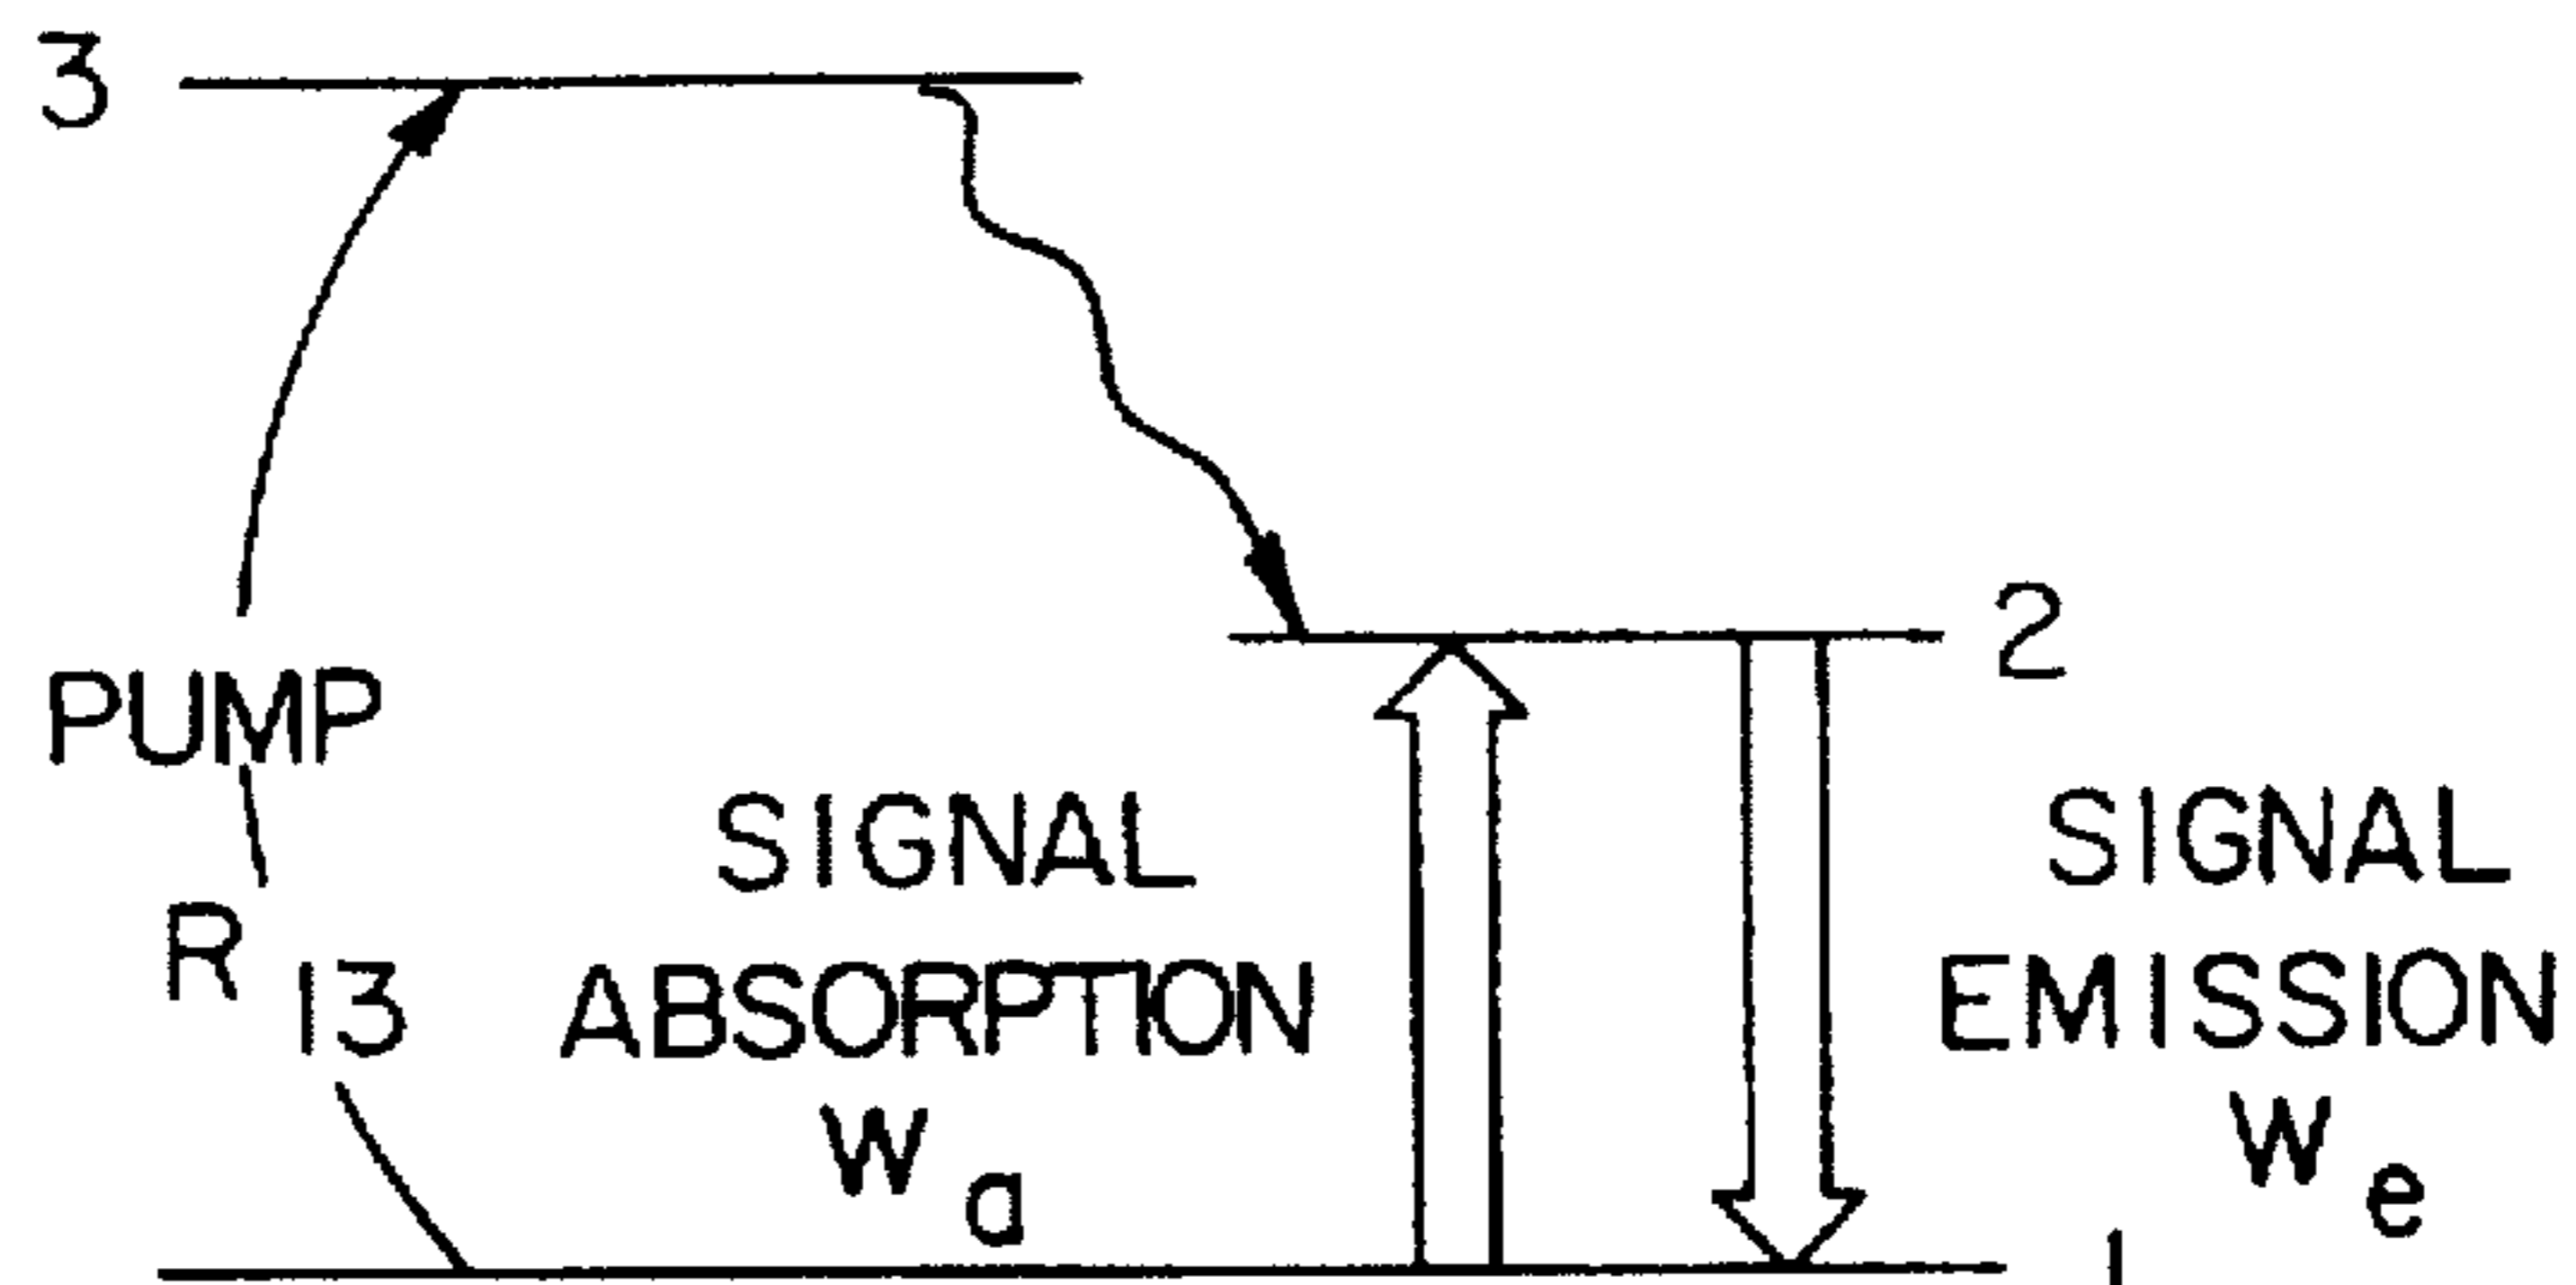 3
2
PUMP
R 13
SIGNAL
ABSORPTION
Wa
SIGNAL
EMISSION
We
1